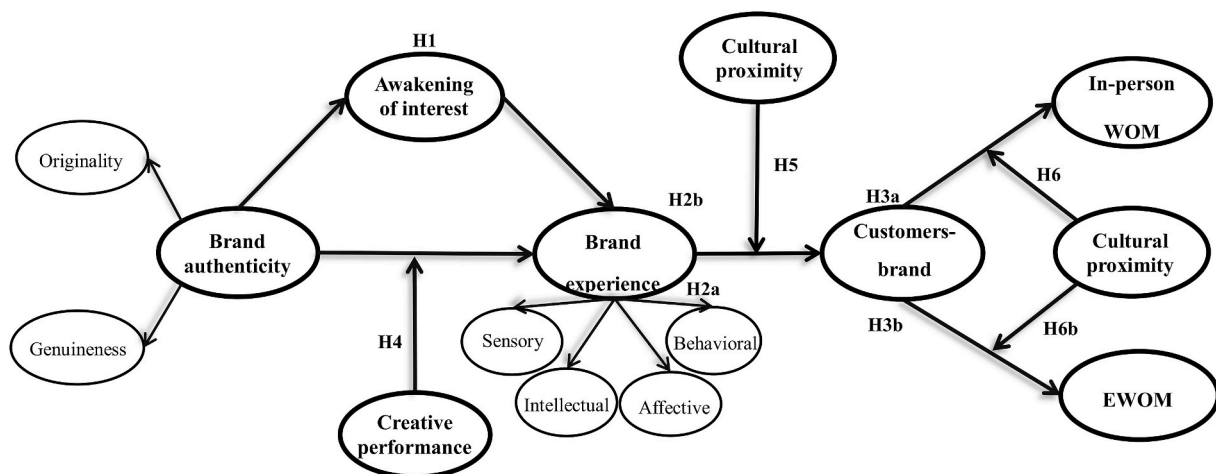 H1
Awakening
of interest
Cultural
proximity
In-person
WOM
Originality
H5
H6
H2b
H3a
Brand
authenticity
Brand
experience
Customers-
brand
Cultural
proximity
H2a
Genuineness
H4
Sensory
Behavioral
H3b
H6b
Intellectual
Affective
EWOM
Creative
performance